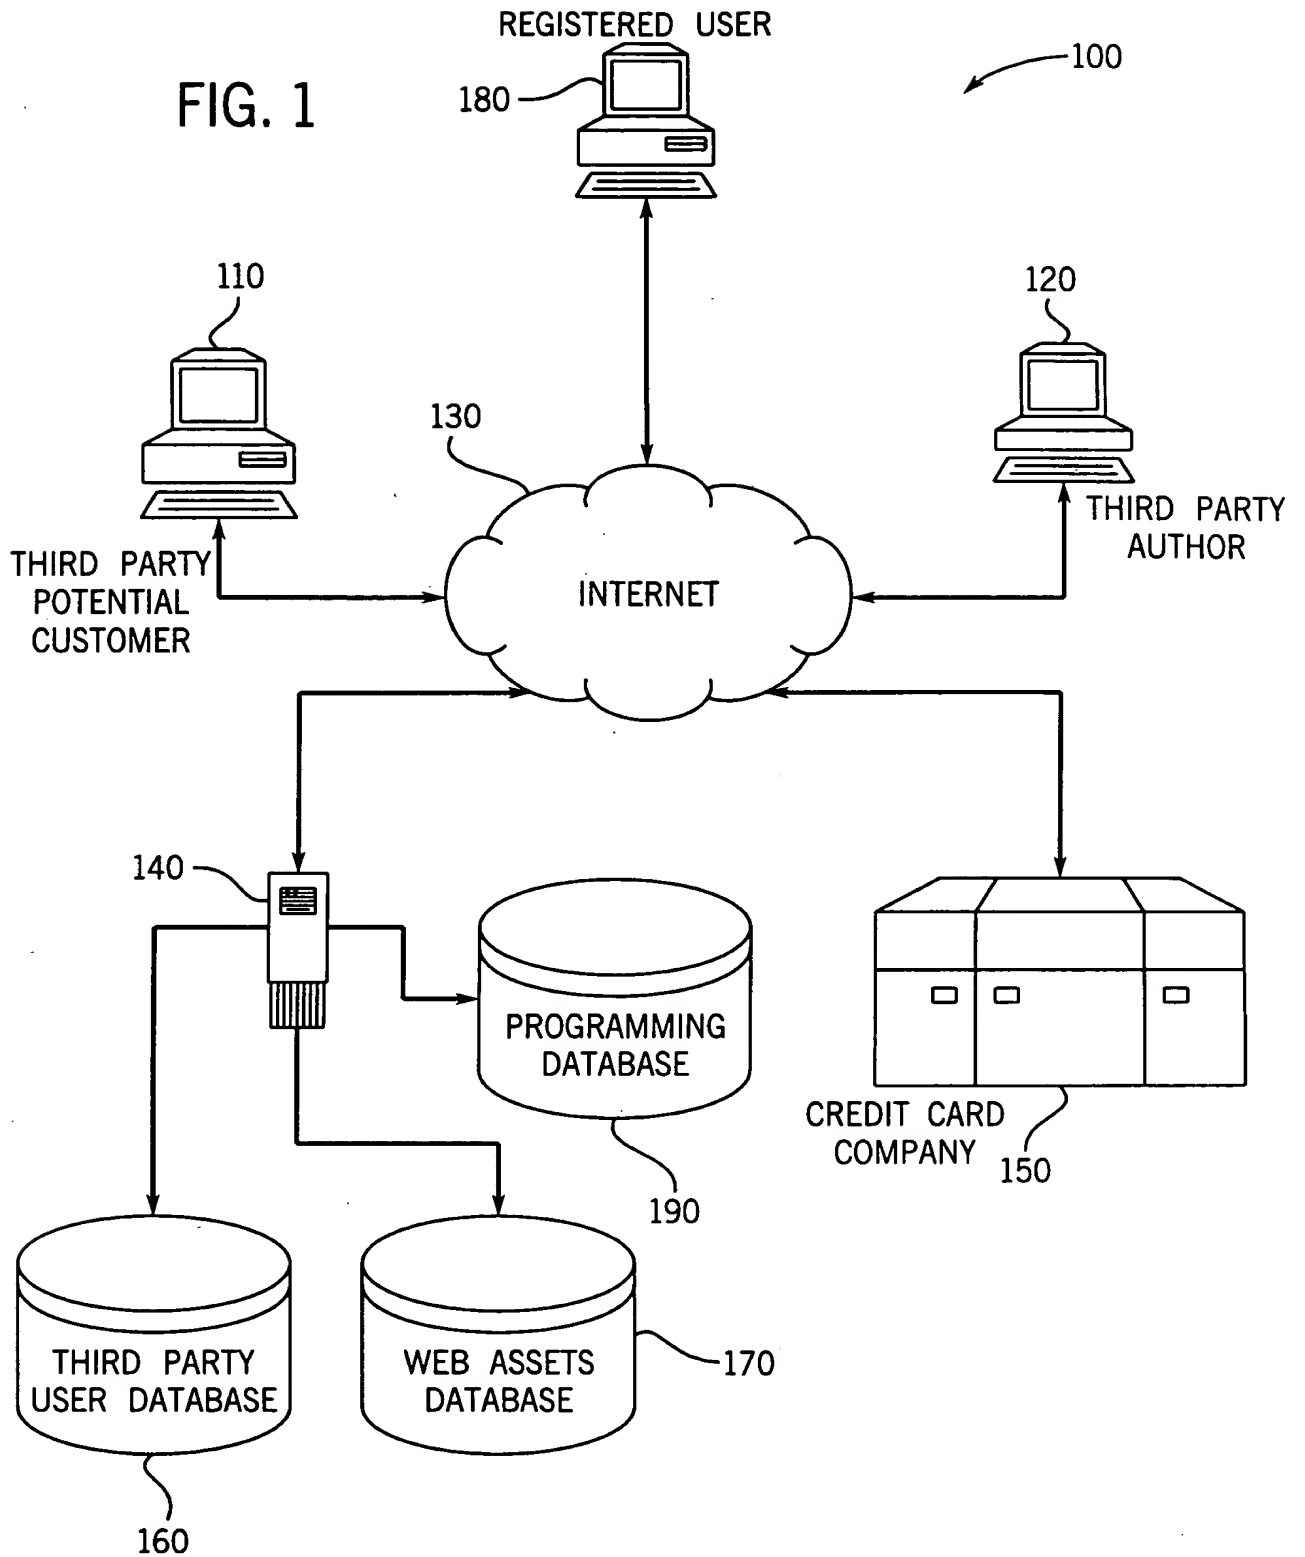 REGISTERED USER
100
FIG. 1
180
110
120
130
THIRD PARTY
AUTHOR
THIRD PARTY
POTENTIAL
CUSTOMER
INTERNET
140
PROGRAMMING
DATABASE
CREDIT CARD
COMPANY
150
190
THIRD PARTY
USER DATABASE
WEB ASSETS
DATABASE
170
160